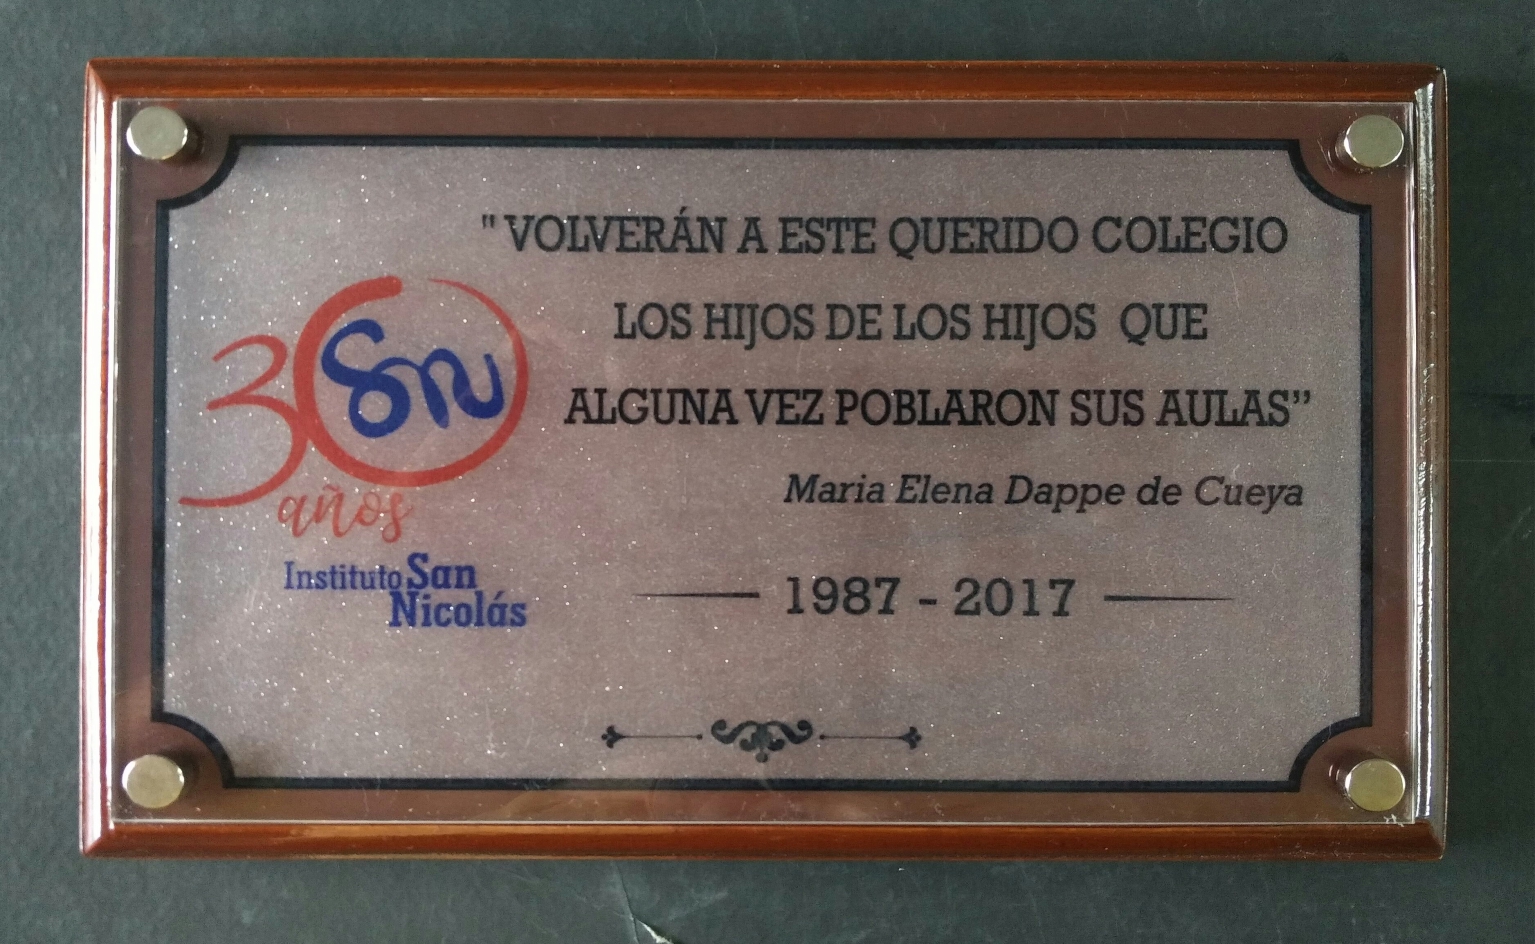 " VOLVERÁN A ESTE QUERIDO COLEGIO
LOS HIJOS DE LOS HIJOS QUE
ALGUNA VEZ POBLARON SUS AULAS”
Maria Elena Dappe de Cueya
1987 - 2017
30
sn
años
Instituto San
Nicolás